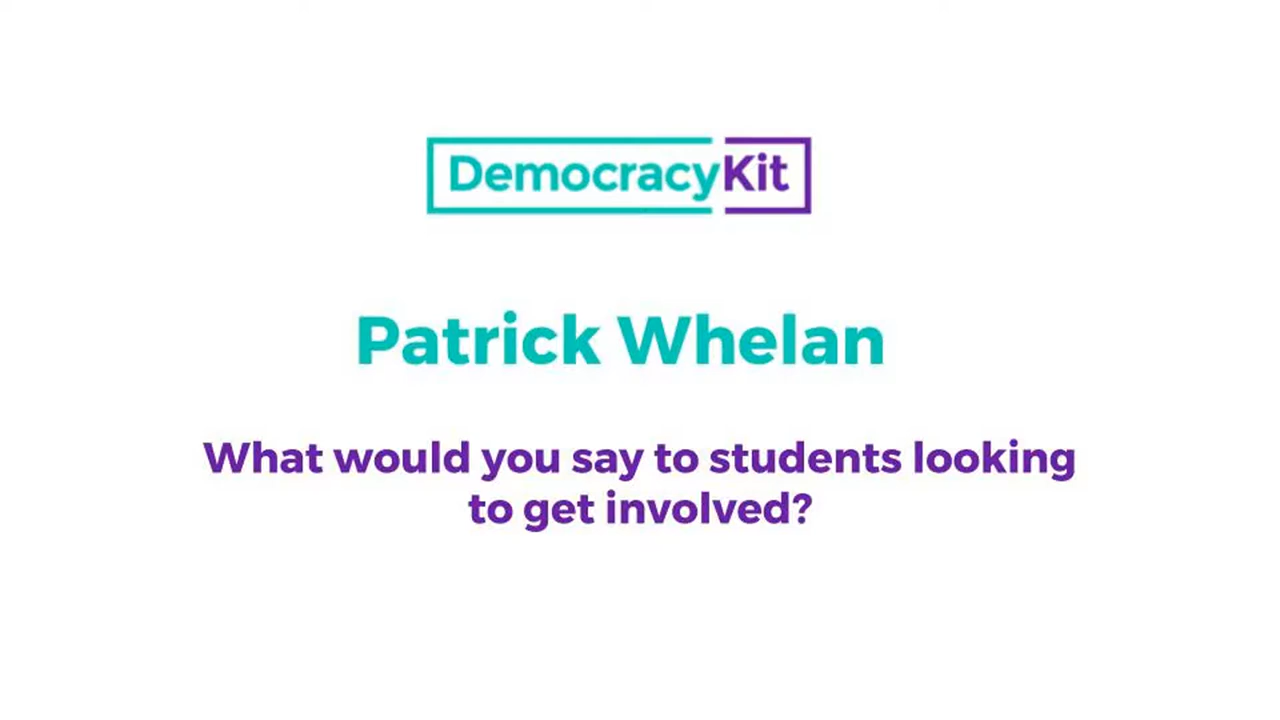 DemocracyKit
Patrick Whelan
What would you say to students looking
to get involved?